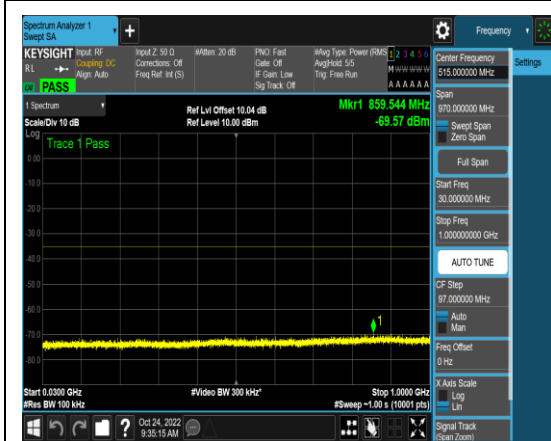 Spectrum Analyzer 1
Swept SA
Frequency
KEYSIGHT Input: RF
RL
Coupling: DC
Align: Auto
PASS
Input Z: 50 Ω
Corrections: Off
Freq Ref: Int (S)
#Atten: 20 dB
PNO: Fast
Gate: Off
IF Gain: Low
Sig Track: Off
#Avg Type: Power (RMS
Avg|Hold: 5/5
Trig: Free Run
1 2 3 4 5 6
M W W W W W
A A A A A A
1 Spectrum
Scale/Div 10 dB
Ref Lvl Offset 10.04 dB
Ref Level 10.00 dBm
Mkr1 859.544 MHz
-69.57 dBm
Log
Trace 1 Pass
0.00
-10.0
-20.0
-30.0
-40.0
-50.0
-60.0
-70.0
-80.0
1
Start 0.0300 GHz
#Res BW 100 kHz
#Video BW 300 kHz*
Stop 1.0000 GHz
#Sweep ~1.00 s (10001 pts)
Oct 24, 2022
9:35:15 AM
Center Frequency
515.000000 MHz
Settings
Span
970.000000 MHz
Swept Span
Zero Span
Full Span
Start Freq
30.000000 MHz
Stop Freq
1.000000000 GHz
AUTO TUNE
CF Step
97.000000 MHz
Auto
Man
Freq Offset
0 Hz
X Axis Scale
Log
Lin
Signal Track
(Span Zoom)